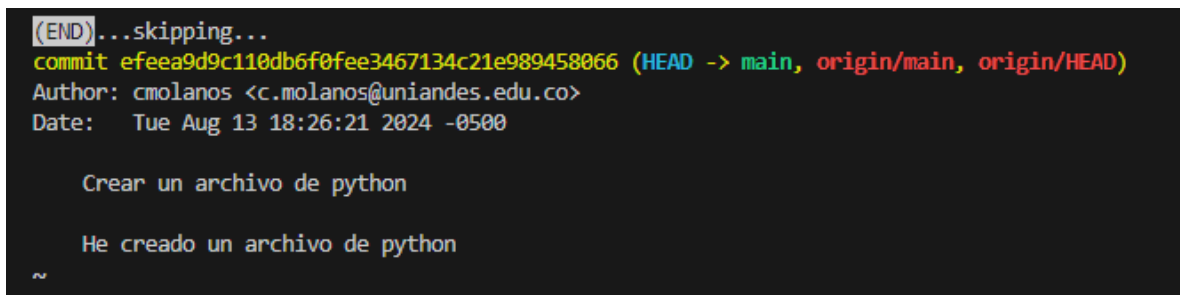 (END)...skipping...
commit efeea9d9c110db6f0fee3467134c21e989458066 (HEAD -> main, origin/main, origin/HEAD)
Author: cmolanos <c.molanos@uniandes.edu.co>
Date:   Tue Aug 13 18:26:21 2024 -0500

    Crear un archivo de python

    He creado un archivo de python
~